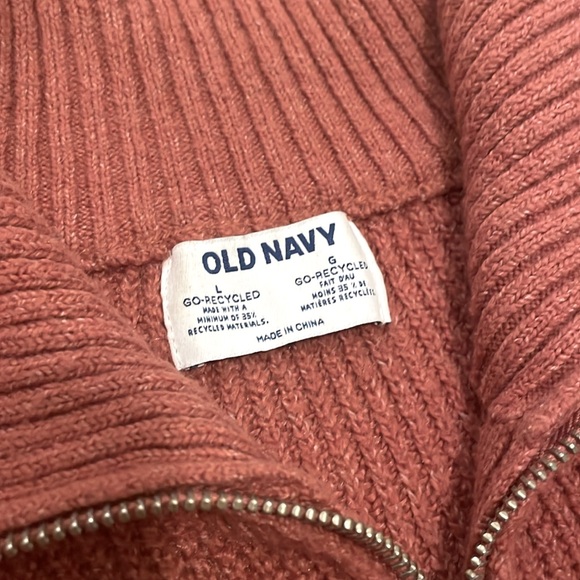 OLD NAVY
L
GO-RECYCLED
MADE WITH A
MINIMUM OF 35%
RECYCLED MATERIALS.
G
GO-RECYCLED
FAIT D'AU
MOINS 35 % DE
MATIÈRES RECYCLÉES.
MADE IN CHINA